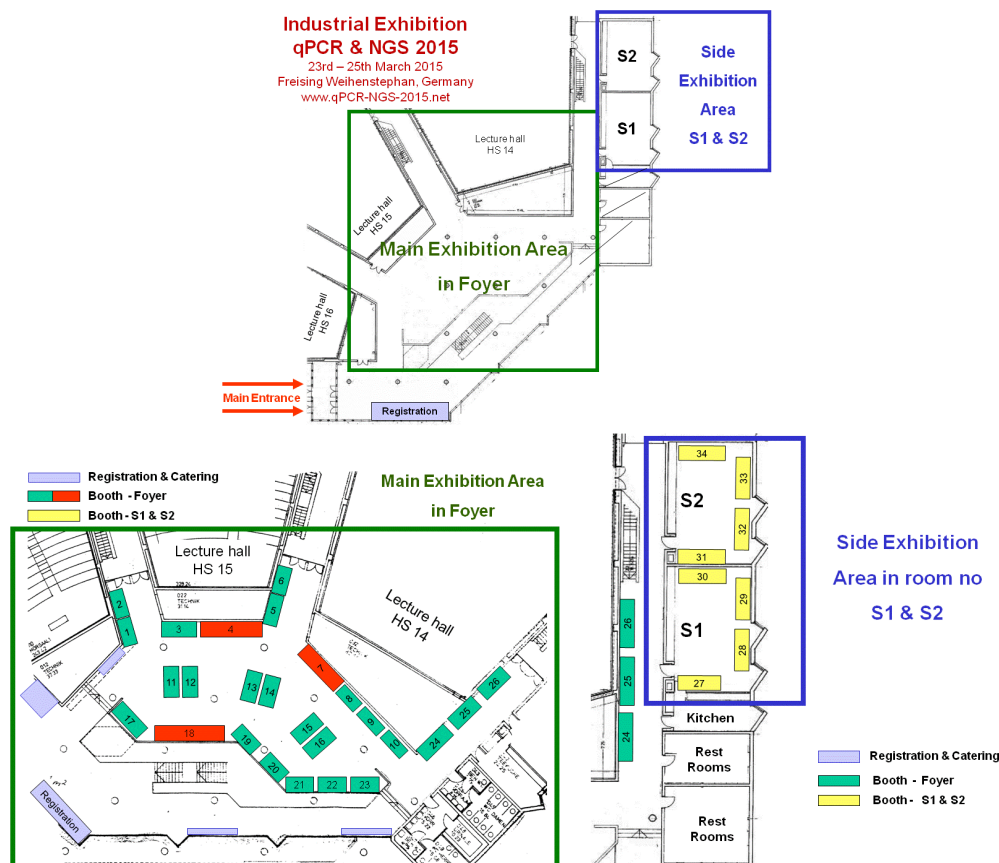 Industrial Exhibition
qPCR & NGS 2015
23rd – 25th March 2015
Freising Weihenstephan, Germany
www.qPCR-NGS-2015.net
S2
S1
Side
Exhibition
Area
S1 & S2
Lecture hall
HS 14
Lecture hall
HS 15
Main Exhibition Area
in Foyer
Lecture hall
HS 16
Main Entrance
Registration
Registration & Catering
Booth - Foyer
Booth - S1 & S2
Main Exhibition Area
in Foyer
Lecture hall
HS 15
022
TECHNIK
Lecture hall
HS 14
012
TECHNIK
1
2
3
4
5
6
7
8
9
10
11
12
13
14
15
16
17
18
19
20
21
22
23
24
25
26
Registration
34
33
S2
32
31
30
29
S1
28
27
26
25
24
Kitchen
Rest
Rooms
Rest
Rooms
Side Exhibition
Area in room no
S1 & S2
Registration & Catering
Booth - Foyer
Booth - S1 & S2